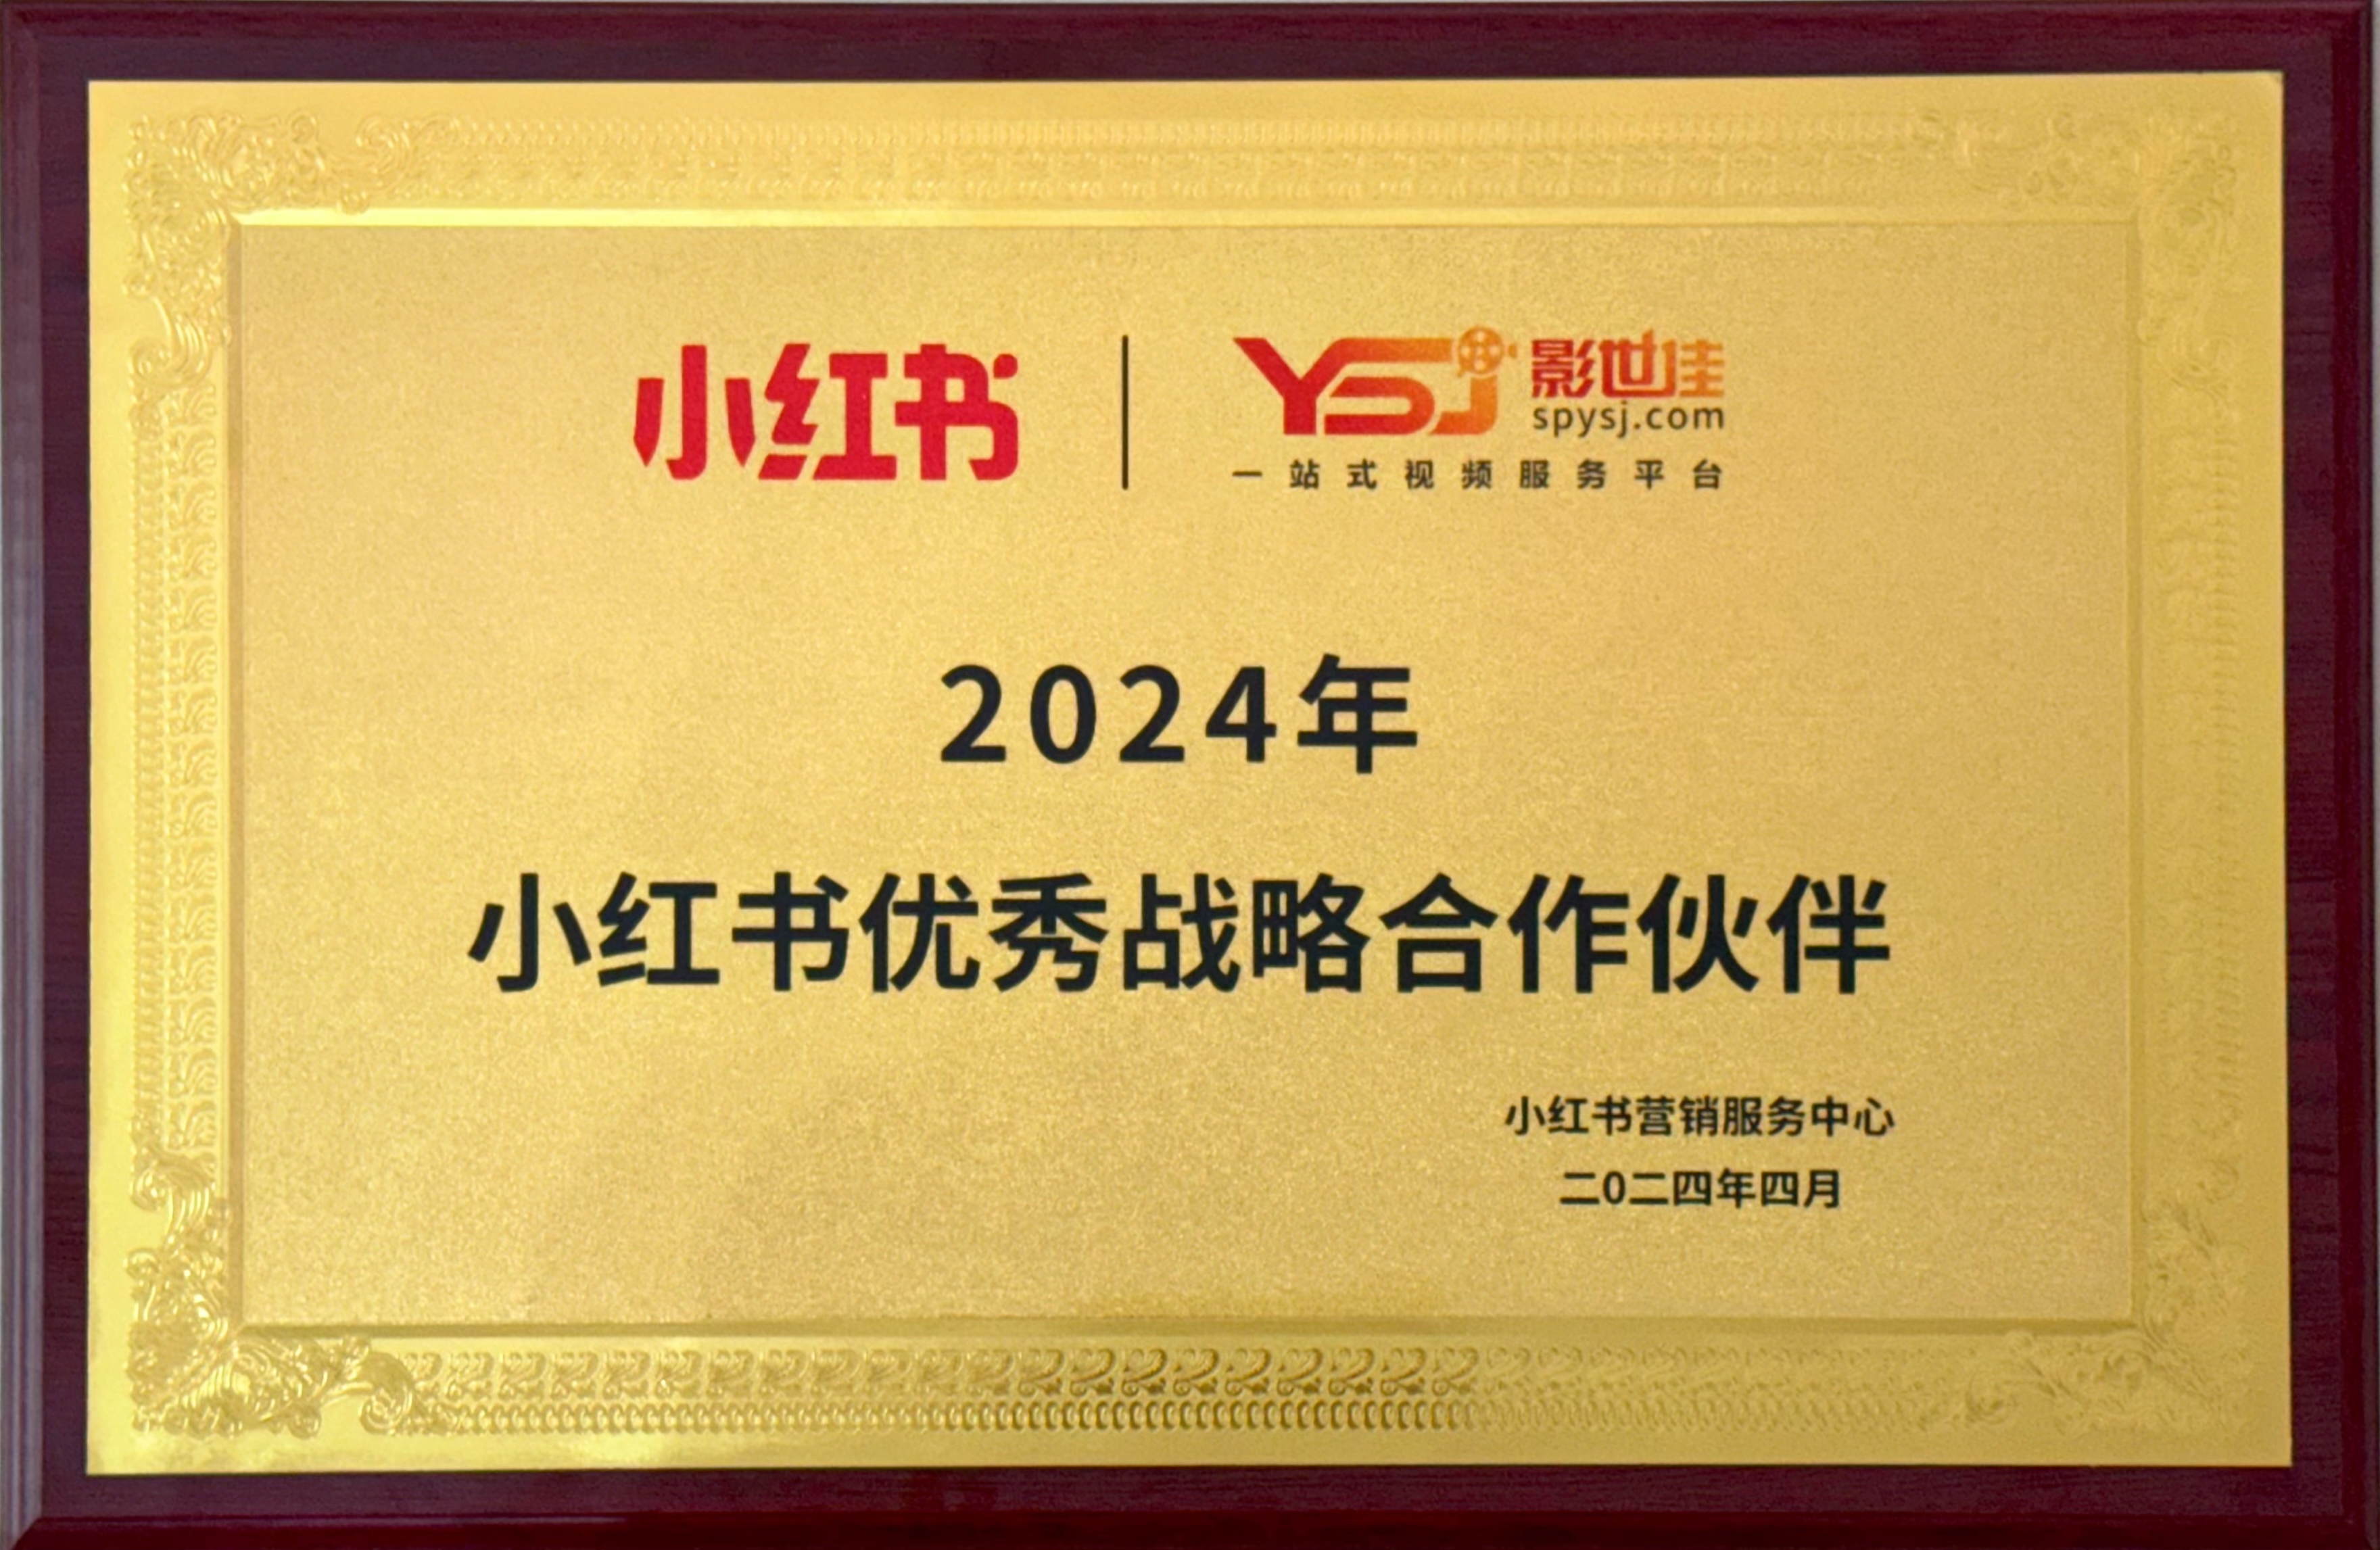 小红书 YSJ 影世佳
spysj.com
一站式视频服务平台
2024年
小红书优秀战略合作伙伴
小红书营销服务中心
二0二四年四月